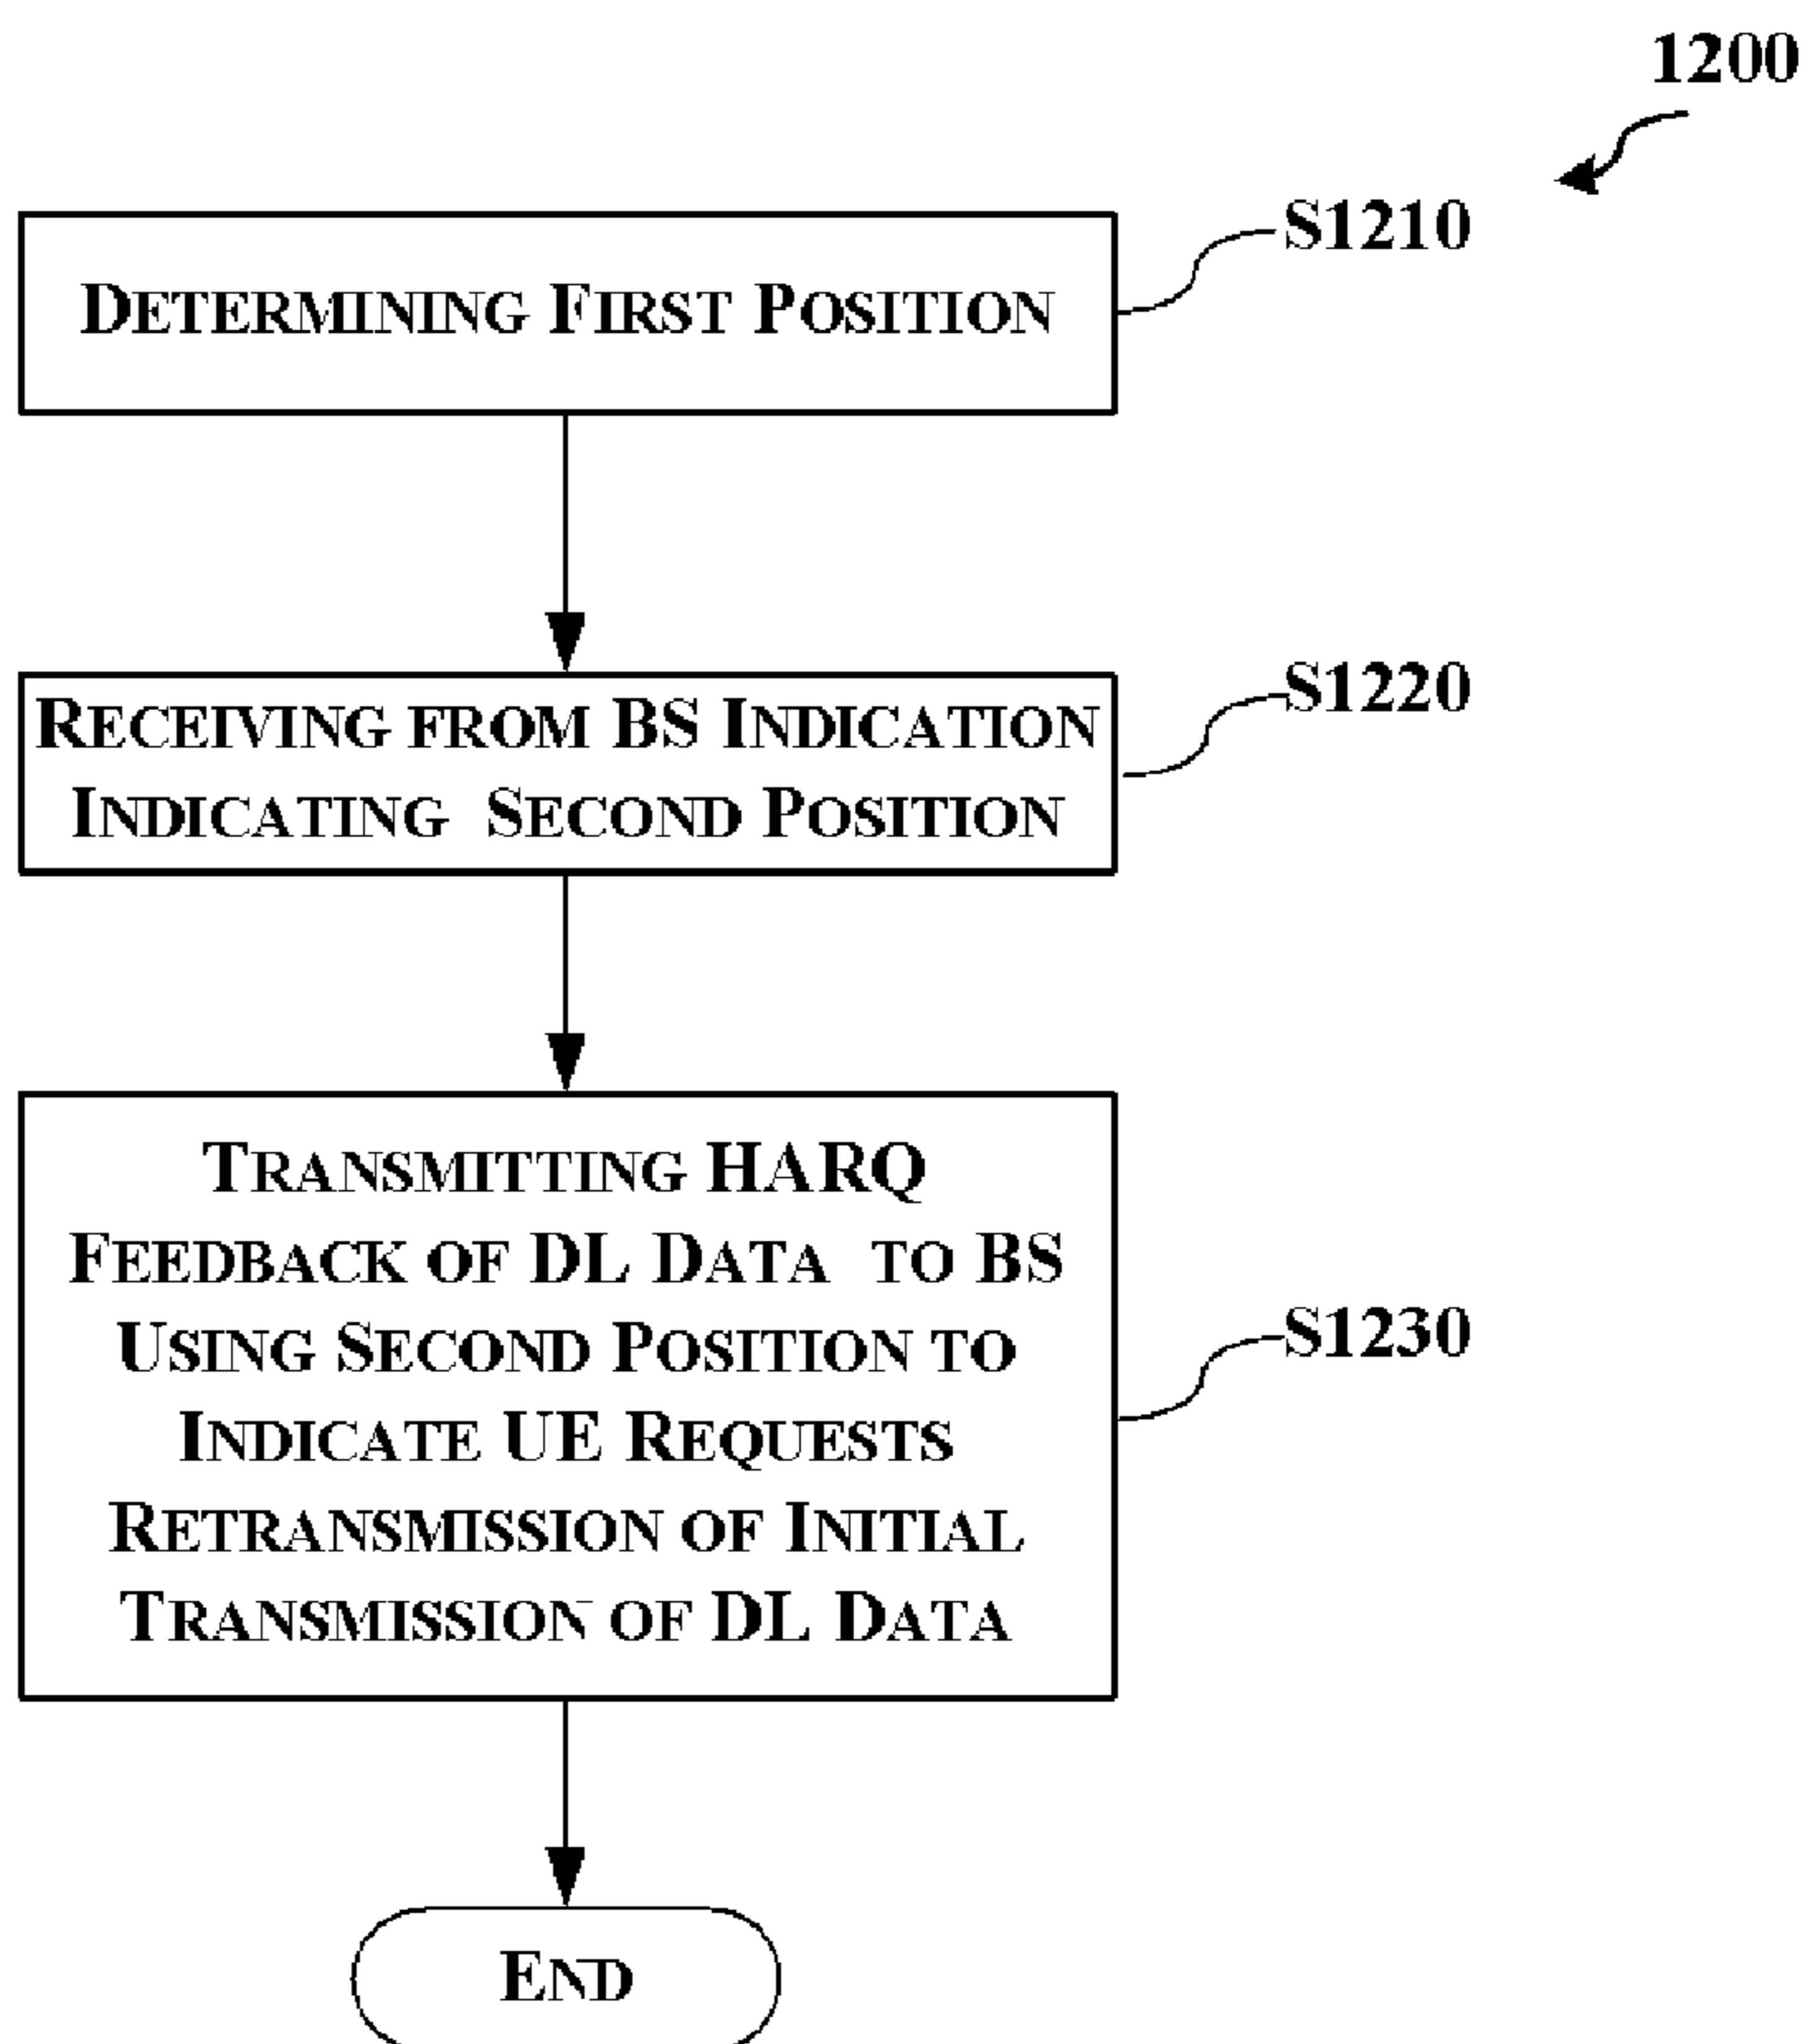 1200
S1210
DETERMINING FIRST POSITION
S1220
RECEIVING FROM BS INDICATION
INDICATING SECOND POSITION
TRANSMITTING HARQ
FEEDBACK OF DL DATA TO BS
USING SECOND POSITION TO
INDICATE UE REQUESTS
RETRANSMISSION OF INITIAL
TRANSMISSION OF DL DATA
S1230
END